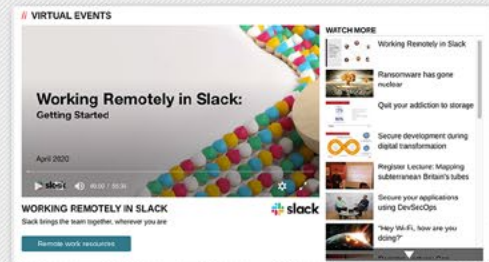 // VIRTUAL EVENTS
Working Remotely in Slack:
Getting Started
April 2020
slack
00:00
WORKING REMOTELY IN SLACK
slack
Slack brings the team together, wherever you are
Remote work resources
WATCH MORE
Working Remotely in Slack
Ransomware has gone
nuclear
Quit your addiction to storage
Secure development during
digital transformation
Register Lecture: Mapping
subterranean Britain's tubes
Secure your applications
using DevSecOps
"Hey Wi-Fi, how are you
doing?"